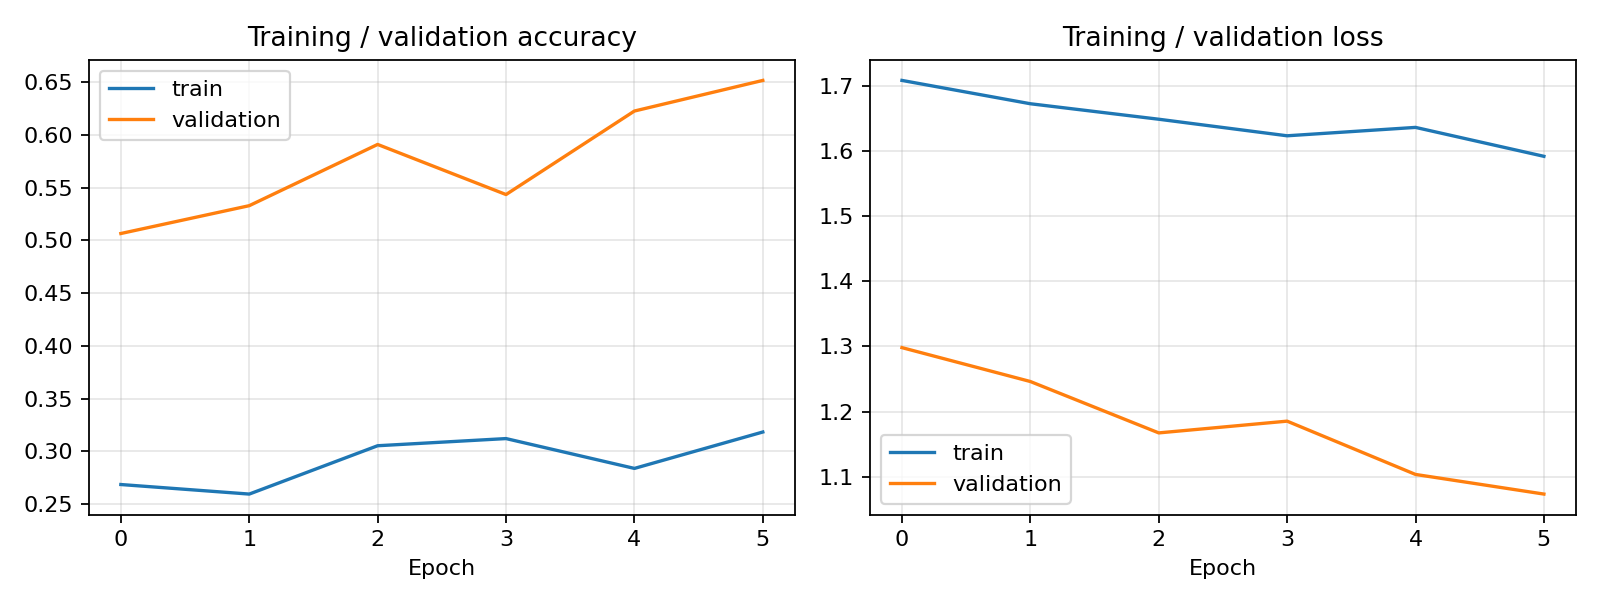 Training / validation accuracy
train
validation
0.65
0.60
0.55
0.50
0.45
0.40
0.35
0.30
0.25
0 1 2 3 4 5
Epoch
Training / validation loss
1.7
1.6
1.5
1.4
1.3
1.2
1.1
train
validation
0 1 2 3 4 5
Epoch